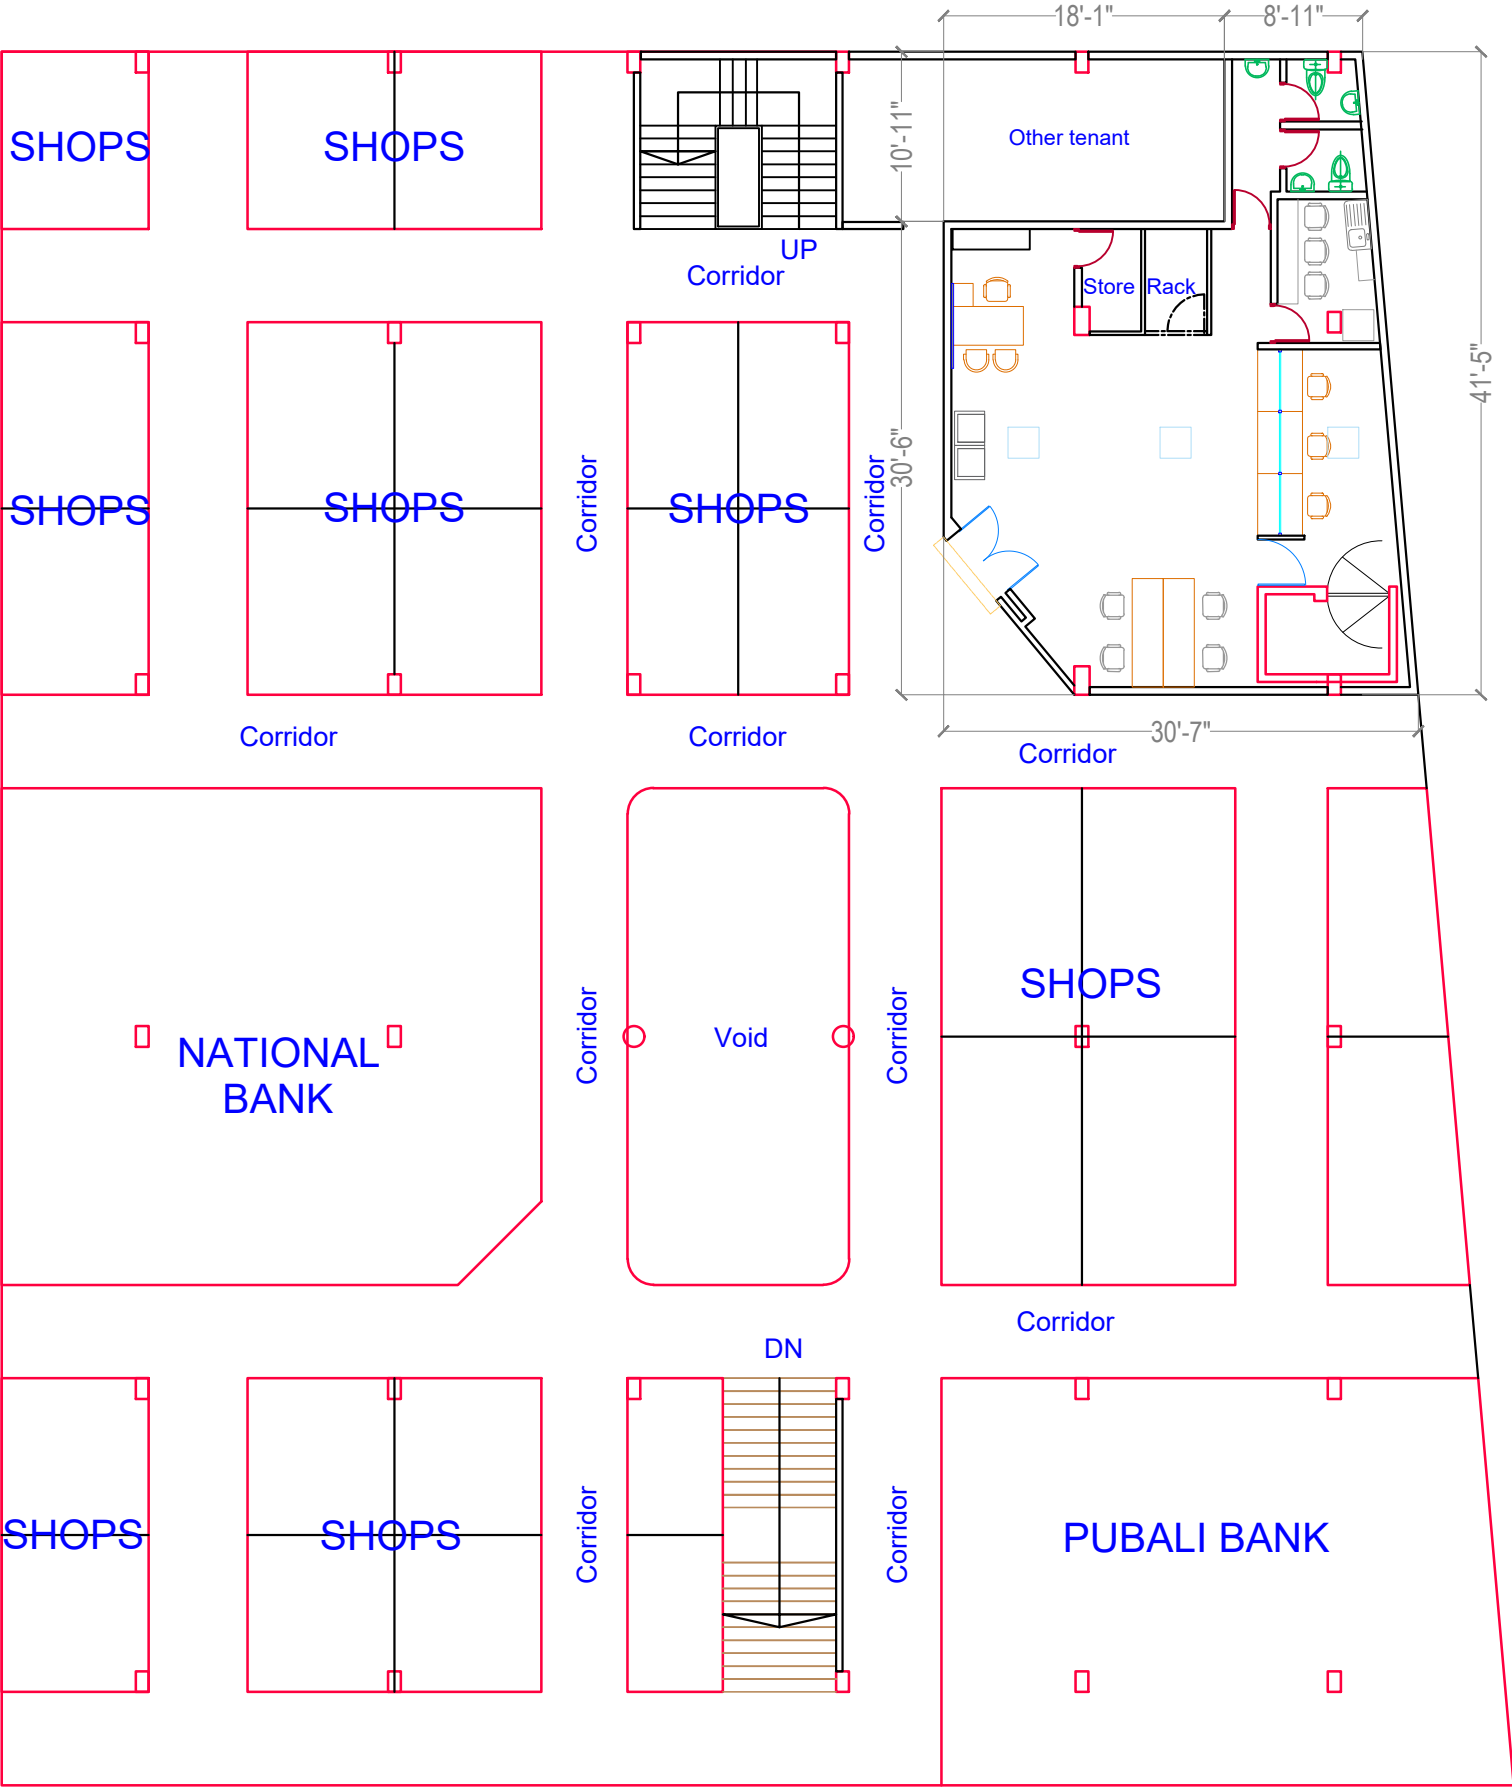 18'-1"
8'-11"
SHOPS
SHOPS
10'-11"
Other tenant
UP
Corridor
Store
Rack
41'-5"
30'-6"
Corridor
Corridor
SHOPS
SHOPS
SHOPS
30'-7"
Corridor
Corridor
Corridor
SHOPS
Corridor
Void
Corridor
NATIONAL
BANK
Corridor
DN
SHOPS
SHOPS
Corridor
Corridor
PUBALI BANK